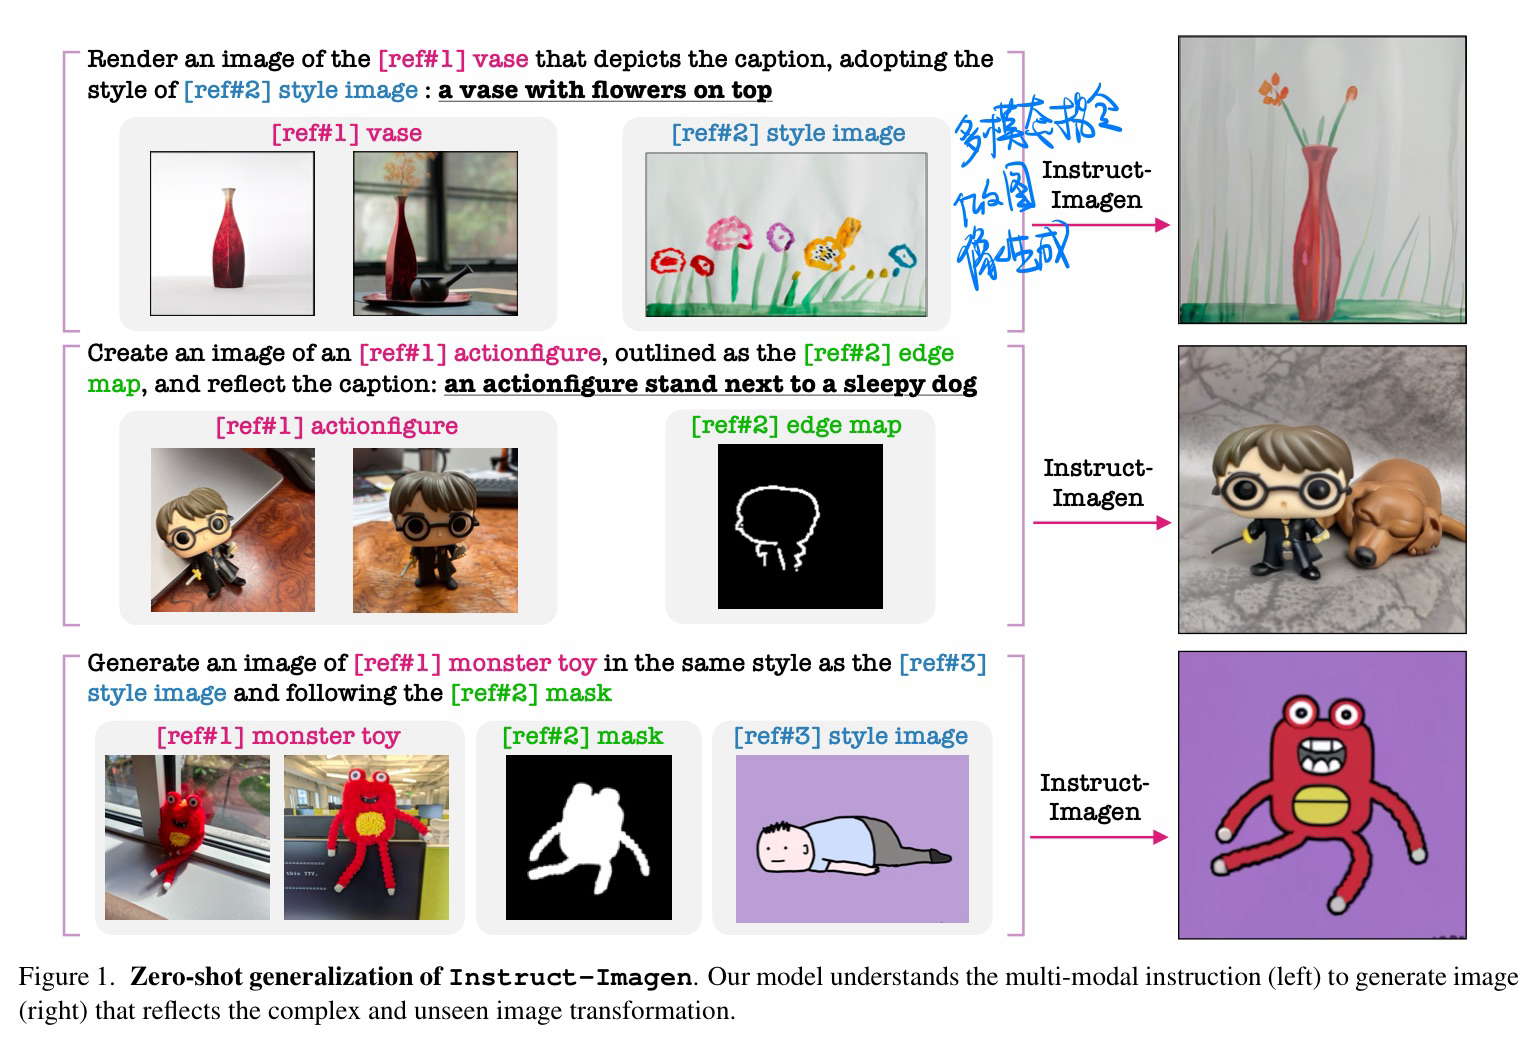 Render an image of the [ref#1] vase that depicts the caption, adopting the
style of [ref#2] style image : a vase with flowers on top
[ref#1] vase
[ref#2] style image
多模态指令
做图
像生成
Instruct-
Imagen
Create an image of an [ref#1] actionfigure, outlined as the [ref#2] edge
map, and reflect the caption: an actionfigure stand next to a sleepy dog
[ref#1] actionfigure
[ref#2] edge map
Instruct-
Imagen
Generate an image of [ref#1] monster toy in the same style as the [ref#3]
style image and following the [ref#2] mask
[ref#1] monster toy
[ref#2] mask
[ref#3] style image
this TTY.
Instruct-
Imagen
Figure 1. Zero-shot generalization of Instruct-Imagen. Our model understands the multi-modal instruction (left) to generate image
(right) that reflects the complex and unseen image transformation.